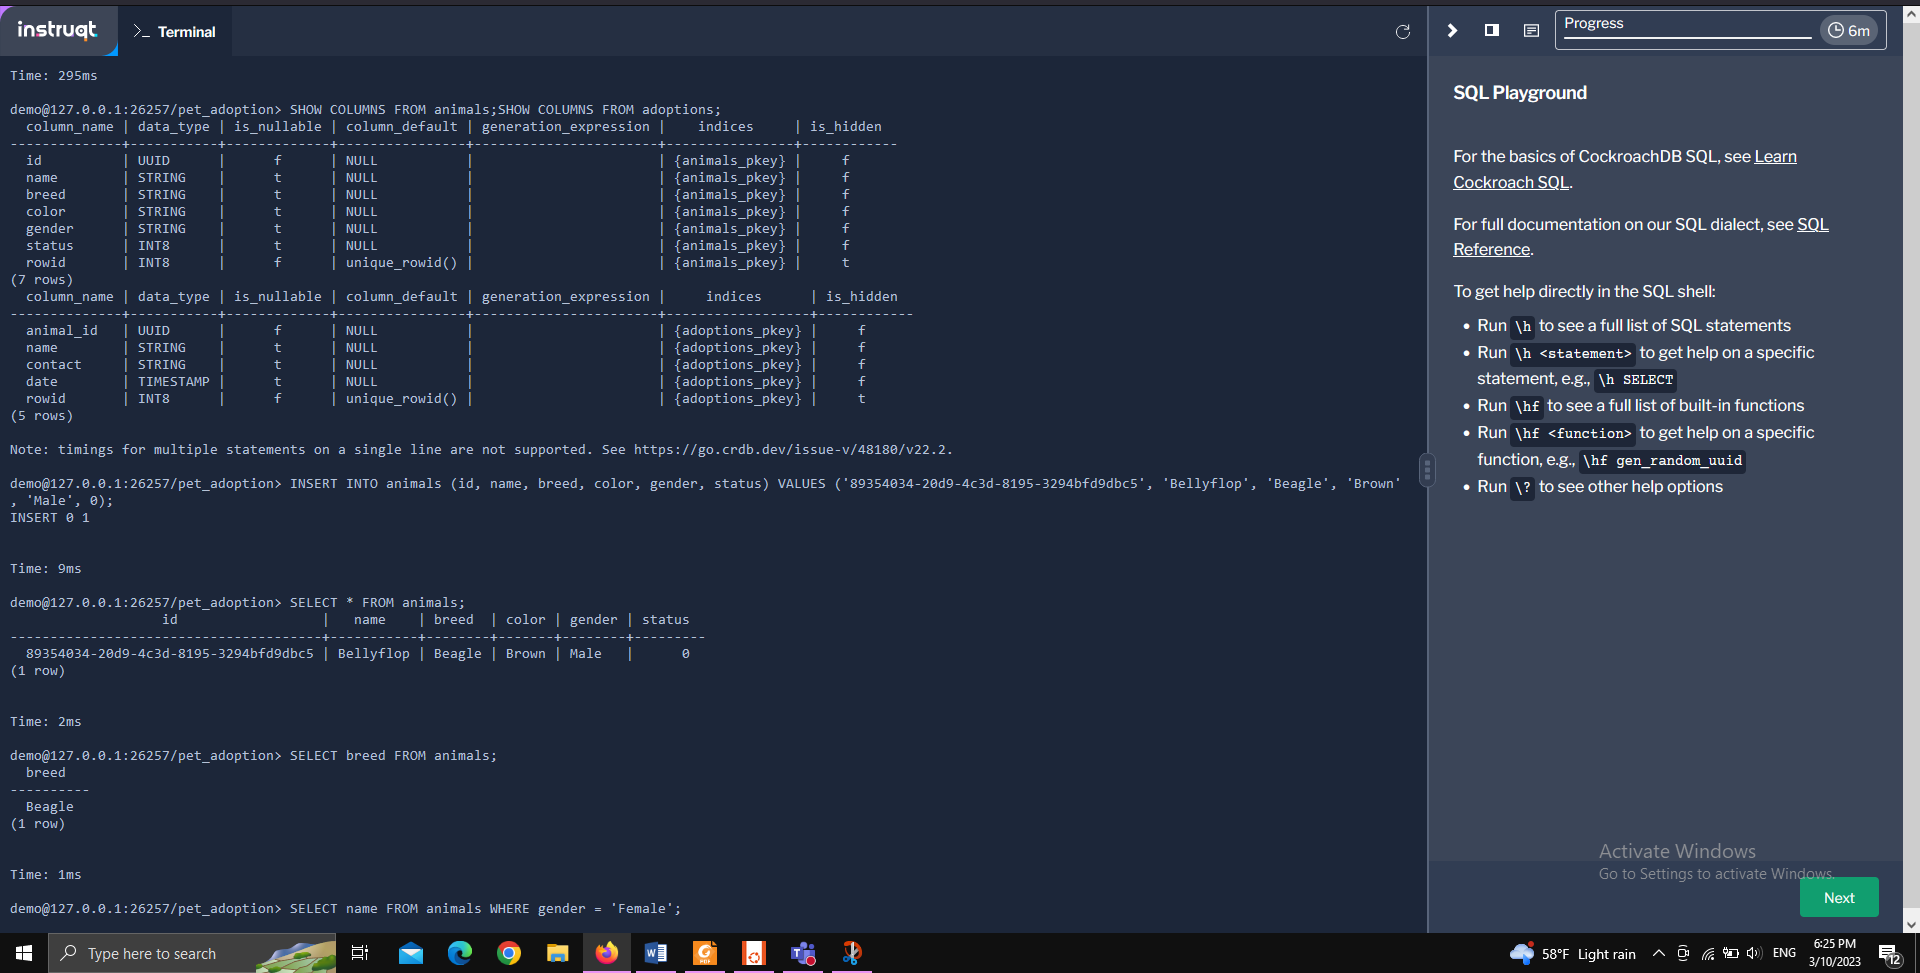 instruqt
>_ Terminal
Time: 295ms
demo@127.0.0.1:26257/pet_adoption> SHOW COLUMNS FROM animals;SHOW COLUMNS FROM adoptions;
  column_name | data_type | is_nullable | column_default | generation_expression |    indices     | is_hidden
--------------+-----------+-------------+----------------+-----------------------+----------------+------------
  id          | UUID      |      f      | NULL           |                       | {animals_pkey} |     f
  name        | STRING    |      t      | NULL           |                       | {animals_pkey} |     f
  breed       | STRING    |      t      | NULL           |                       | {animals_pkey} |     f
  color       | STRING    |      t      | NULL           |                       | {animals_pkey} |     f
  gender      | STRING    |      t      | NULL           |                       | {animals_pkey} |     f
  status      | INT8      |      t      | NULL           |                       | {animals_pkey} |     f
  rowid       | INT8      |      f      | unique_rowid() |                       | {animals_pkey} |     t
(7 rows)
  column_name | data_type | is_nullable | column_default | generation_expression |     indices      | is_hidden
--------------+-----------+-------------+----------------+-----------------------+------------------+------------
  animal_id   | UUID      |      f      | NULL           |                       | {adoptions_pkey} |     f
  name        | STRING    |      t      | NULL           |                       | {adoptions_pkey} |     f
  contact     | STRING    |      t      | NULL           |                       | {adoptions_pkey} |     f
  date        | TIMESTAMP |      t      | NULL           |                       | {adoptions_pkey} |     f
  rowid       | INT8      |      f      | unique_rowid() |                       | {adoptions_pkey} |     t
(5 rows)
Note: timings for multiple statements on a single line are not supported. See https://go.crdb.dev/issue-v/48180/v22.2.
demo@127.0.0.1:26257/pet_adoption> INSERT INTO animals (id, name, breed, color, gender, status) VALUES ('89354034-20d9-4c3d-8195-3294bfd9dbc5', 'Bellyflop', 'Beagle', 'Brown'
, 'Male', 0);
INSERT 0 1
Time: 9ms
demo@127.0.0.1:26257/pet_adoption> SELECT * FROM animals;
                   id                  |   name    | breed  | color | gender | status
---------------------------------------+-----------+--------+-------+--------+---------
  89354034-20d9-4c3d-8195-3294bfd9dbc5 | Bellyflop | Beagle | Brown | Male   |      0
(1 row)
Time: 2ms
demo@127.0.0.1:26257/pet_adoption> SELECT breed FROM animals;
  breed
----------
  Beagle
(1 row)
Time: 1ms
demo@127.0.0.1:26257/pet_adoption> SELECT name FROM animals WHERE gender = 'Female';
Progress
6m
SQL Playground
For the basics of CockroachDB SQL, see Learn
Cockroach SQL.
For full documentation on our SQL dialect, see SQL
Reference.
To get help directly in the SQL shell:
• Run \h to see a full list of SQL statements
• Run \h <statement> to get help on a specific
statement, e.g., \h SELECT
• Run \hf to see a full list of built-in functions
• Run \hf <function> to get help on a specific
function, e.g., \hf gen_random_uuid
• Run \? to see other help options
Activate Windows
Go to Settings to activate Windows.
Next
Type here to search
58°F Light rain
ENG
6:25 PM
3/10/2023
12